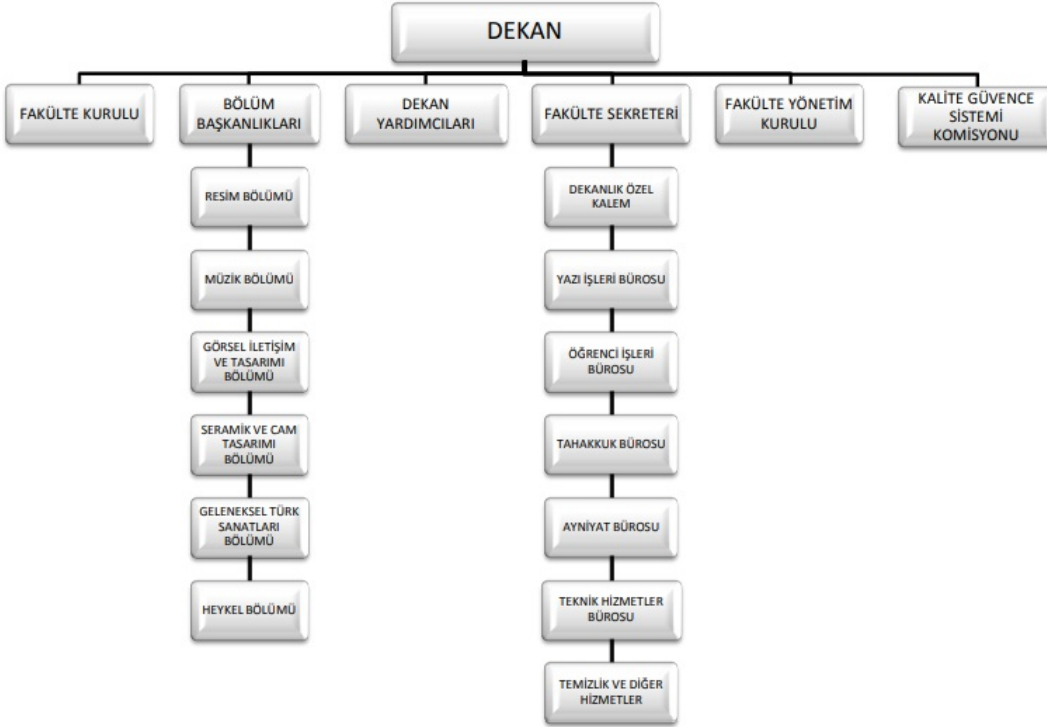 DEKAN
FAKÜLTE KURULU
BÖLÜM
BAŞKANLIKLARI
DEKAN
YARDIMCILARI
FAKÜLTE SEKRETERİ
FAKÜLTE YÖNETİM
KURULU
KALİTE GÜVENCE
SİSTEMİ
KOMİSYONU
RESİM BÖLÜMÜ
MÜZİK BÖLÜMÜ
GÖRSEL İLETİŞİM
VE TASARIMI
BÖLÜMÜ
SERAMİK VE CAM
TASARIMI
BÖLÜMÜ
GELENEKSEL TÜRK
SANATLARI
BÖLÜMÜ
HEYKEL BÖLÜMÜ
DEKANLIK ÖZEL
KALEM
YAZI İŞLERİ BÜROSU
ÖĞRENCİ İŞLERİ
BÜROSU
TAHAKKUK BÜROSU
AYNİYAT BÜROSU
TEKNİK HİZMETLER
BÜROSU
TEMİZLİK VE DİĞER
HİZMETLER